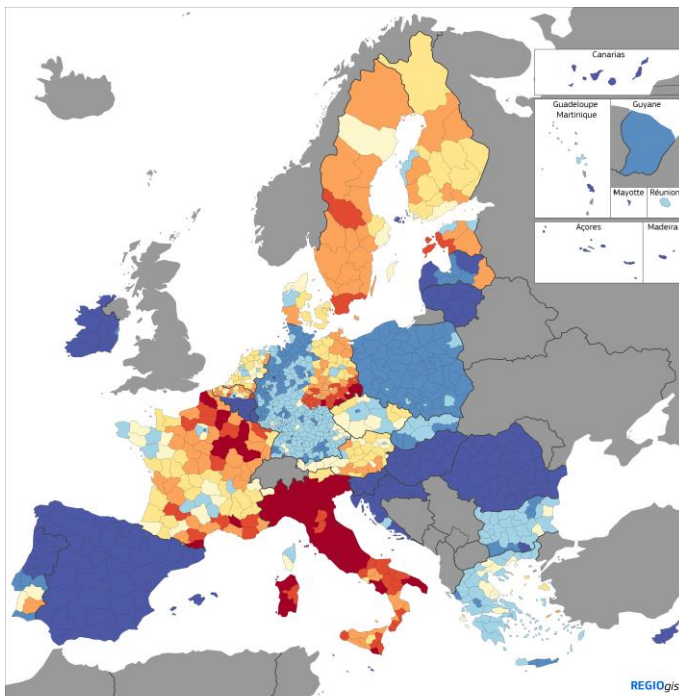 Canarias
Guadeloupe
Martinique
Guyane
Mayotte
Réunion
Açores
Madeira
REGIOgis